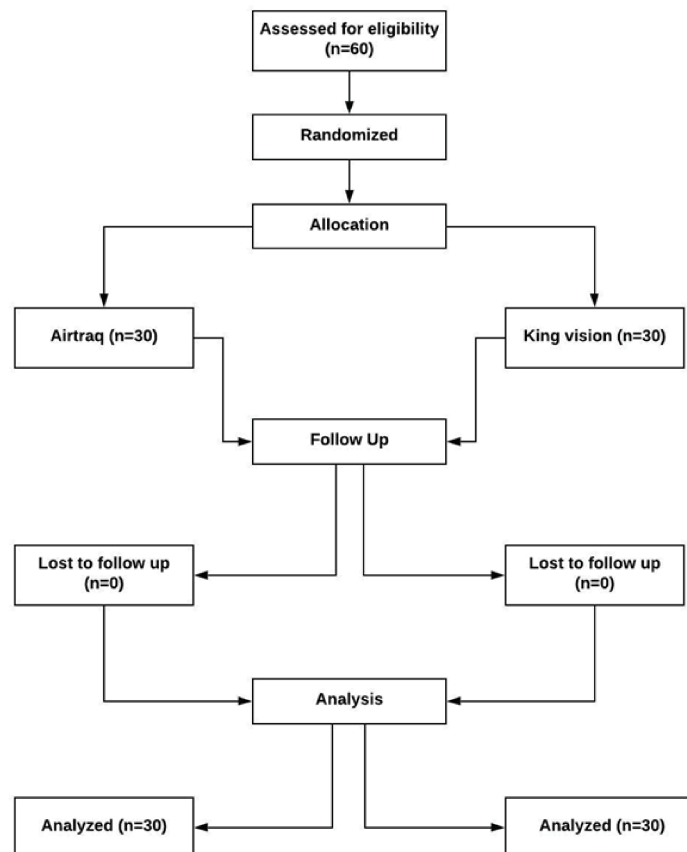 Assessed for eligibility
(n=60)
Randomized
Allocation
Airtraq (n=30)
King vision (n=30)
Follow Up
Lost to follow up
(n=0)
Lost to follow up
(n=0)
Analysis
Analyzed (n=30)
Analyzed (n=30)